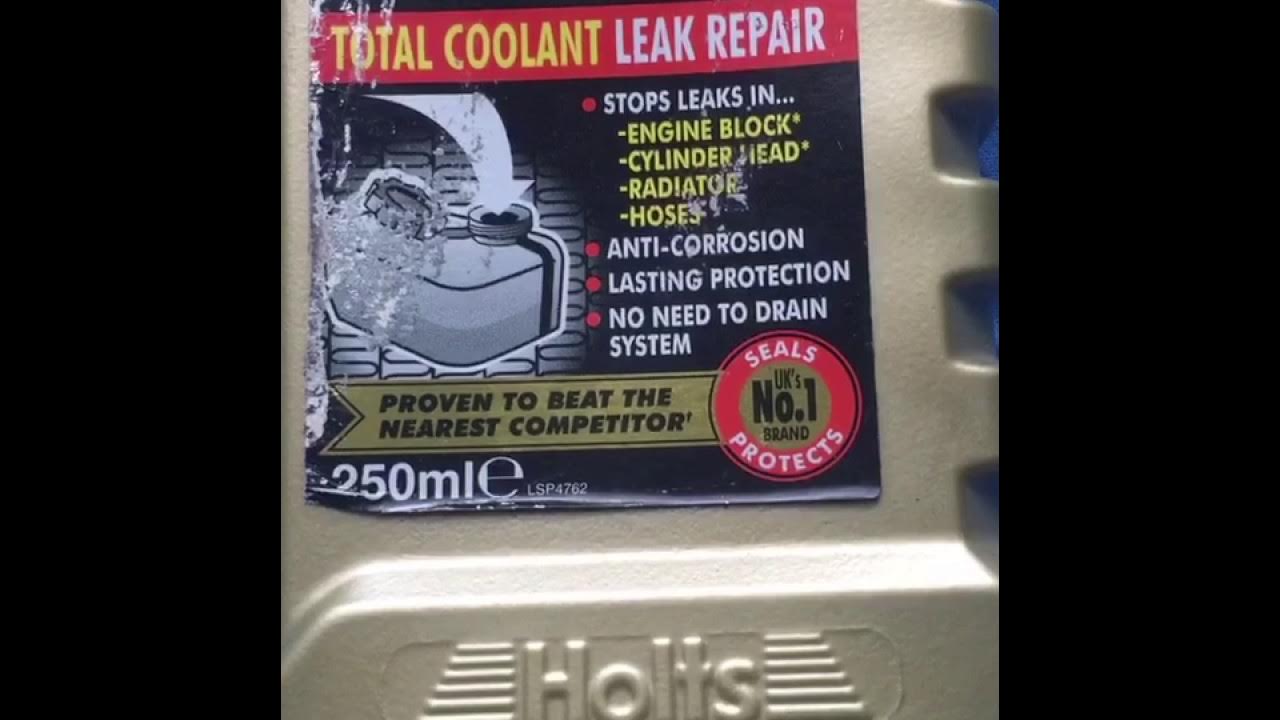 TOTAL COOLANT LEAK REPAIR
• STOPS LEAKS IN...
-ENGINE BLOCK*
-CYLINDER HEAD*
-RADIATOR
-HOSES
• ANTI-CORROSION
• LASTING PROTECTION
• NO NEED TO DRAIN
SYSTEM
PROVEN TO BEAT THE
NEAREST COMPETITOR†
SEALS
UK's
No.1
BRAND
PROTECTS
250ml℮ LSP4762
Holts